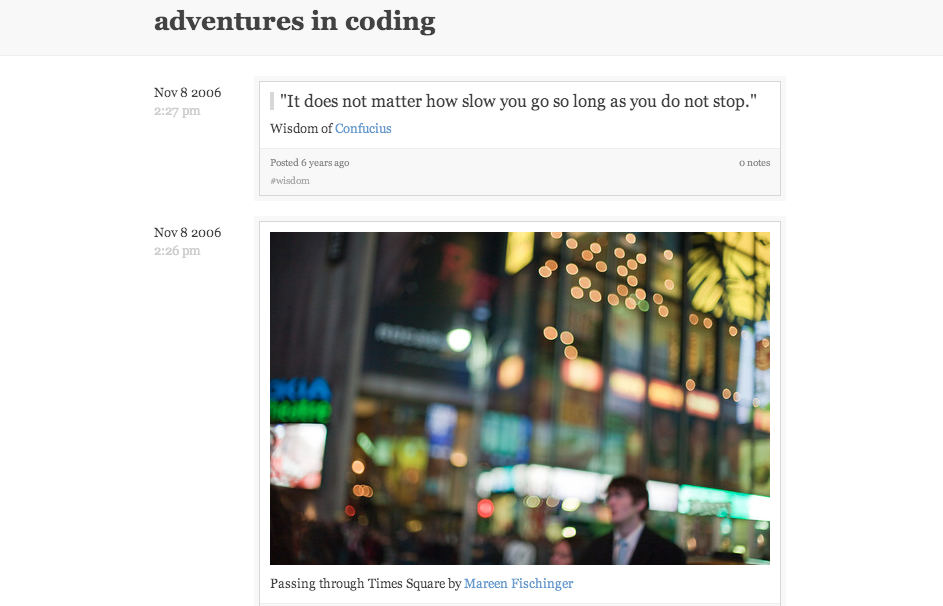 adventures in coding
Nov 8 2006
2:27 pm
"It does not matter how slow you go so long as you do not stop."
Wisdom of Confucius
Posted 6 years ago
0 notes
#wisdom
Nov 8 2006
2:26 pm
Passing through Times Square by Mareen Fischinger